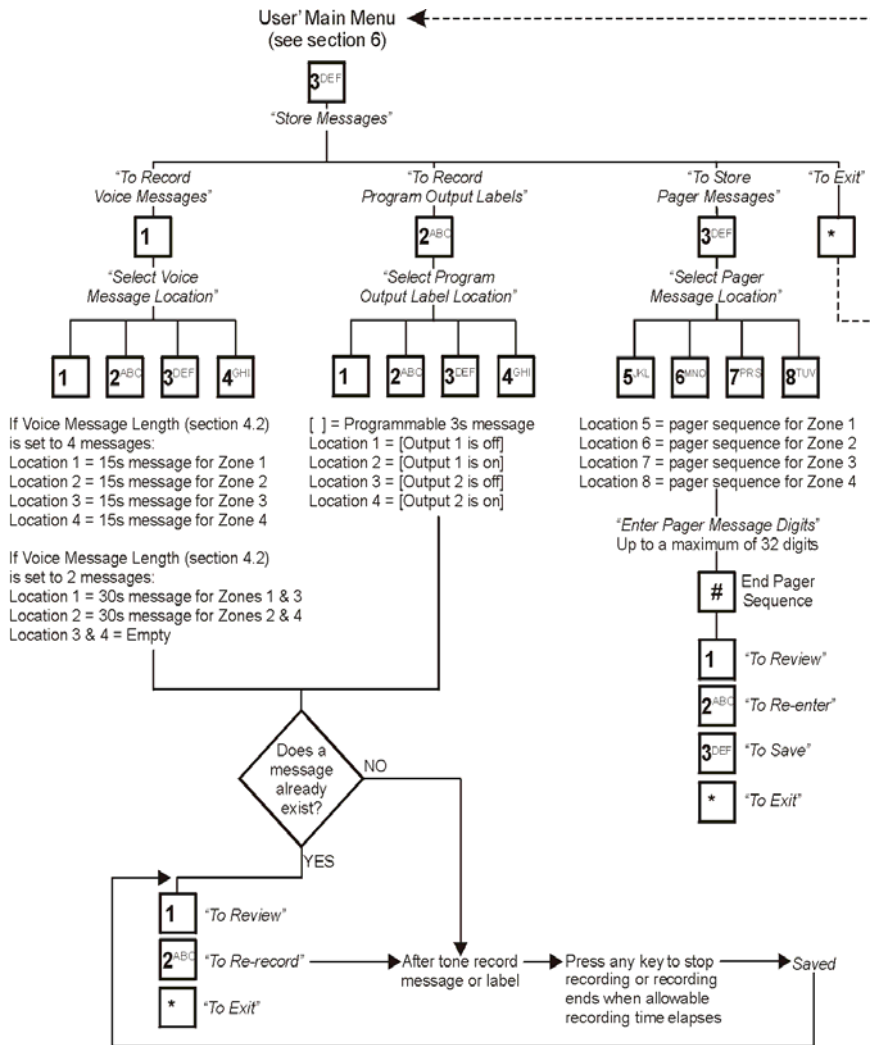 User' Main Menu
(see section 6)
3DEF
“Store Messages”
“To Record
Voice Messages”
1
“Select Voice
Message Location”
1 2ABC 3DEF 4GHI
If Voice Message Length (section 4.2)
is set to 4 messages:
Location 1 = 15s message for Zone 1
Location 2 = 15s message for Zone 2
Location 3 = 15s message for Zone 3
Location 4 = 15s message for Zone 4
If Voice Message Length (section 4.2)
is set to 2 messages:
Location 1 = 30s message for Zones 1 & 3
Location 2 = 30s message for Zones 2 & 4
Location 3 & 4 = Empty
“To Record
Program Output Labels”
2ABC
“Select Program
Output Label Location”
1 2ABC 3DEF 4GHI
[ ] = Programmable 3s message
Location 1 = [Output 1 is off]
Location 2 = [Output 1 is on]
Location 3 = [Output 2 is off]
Location 4 = [Output 2 is on]
“To Store
Pager Messages”
3DEF
“Select Pager
Message Location”
5JKL 6MNO 7PRS 8TUV
Location 5 = pager sequence for Zone 1
Location 6 = pager sequence for Zone 2
Location 7 = pager sequence for Zone 3
Location 8 = pager sequence for Zone 4
“Enter Pager Message Digits”
Up to a maximum of 32 digits
# End Pager
Sequence
1 “To Review”
2ABC “To Re-enter”
3DEF “To Save”
* “To Exit”
“To Exit”
*
Does a
message
already
exist?
NO
YES
1 “To Review”
2ABC “To Re-record”
* “To Exit”
After tone record
message or label
Press any key to stop
recording or recording
ends when allowable
recording time elapses
Saved